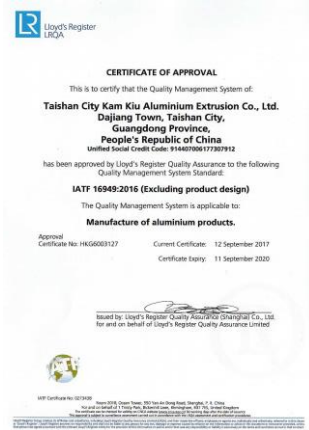 LR
Lloyd's Register
LRQA
CERTIFICATE OF APPROVAL
This is to certify that the Quality Management System of:
Taishan City Kam Kiu Aluminium Extrusion Co., Ltd.
Dajiang Town, Taishan City,
Guangdong Province,
People's Republic of China
Unified Social Credit Code: 914407006177307912
has been approved by Lloyd's Register Quality Assurance to the following
Quality Management System Standard:
IATF 16949:2016 (Excluding product design)
The Quality Management System is applicable to:
Manufacture of aluminium products.
Approval
Certificate No: HKG6003127
Current Certificate: 12 September 2017
Certificate Expiry: 11 September 2020
Issued by: Lloyd's Register Quality Assurance (Shanghai) Co., Ltd.
for and on behalf of Lloyd's Register Quality Assurance Limited
IATF Certificate No: 0273428